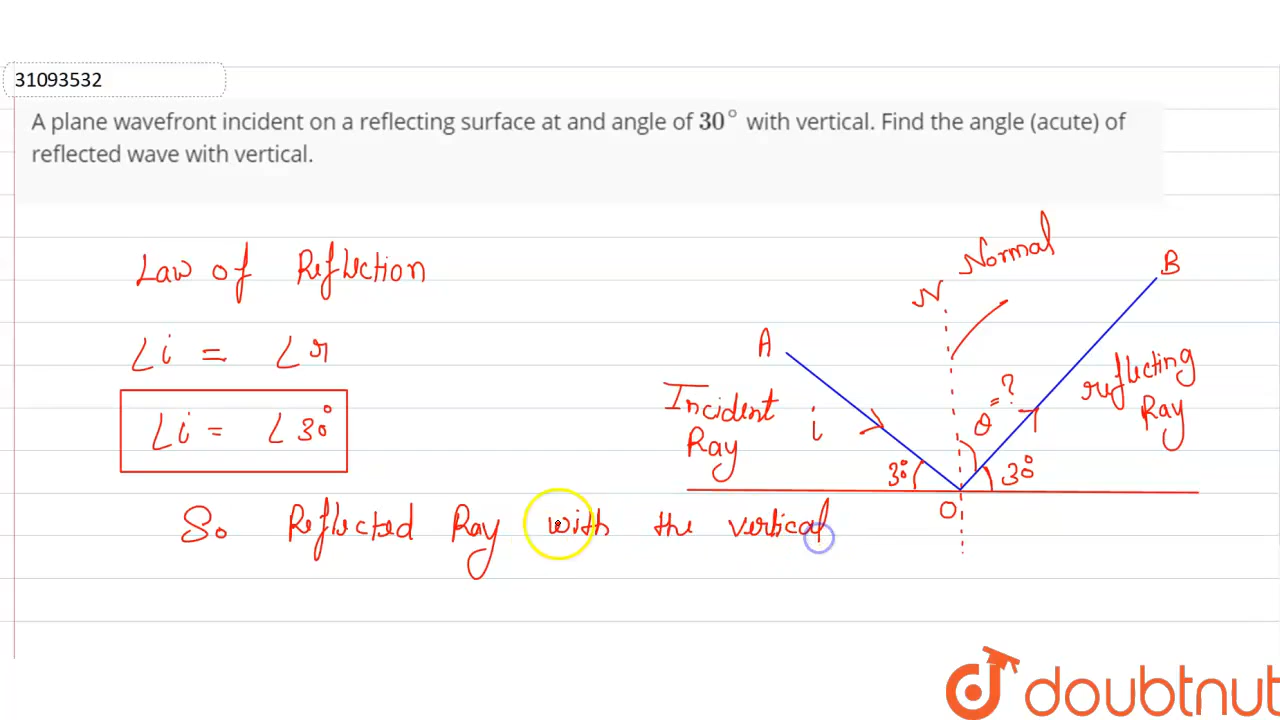 31093532
A plane wavefront incident on a reflecting surface at and angle of 30° with vertical. Find the angle (acute) of
reflected wave with vertical.
Law of Reflection
∠i = ∠r
∠i = ∠30°
So Reflected Ray with the vertical
Normal
N
A
B
Incident
Ray
i
θ = ?
reflecting
Ray
30°
30°
O
doubtnut